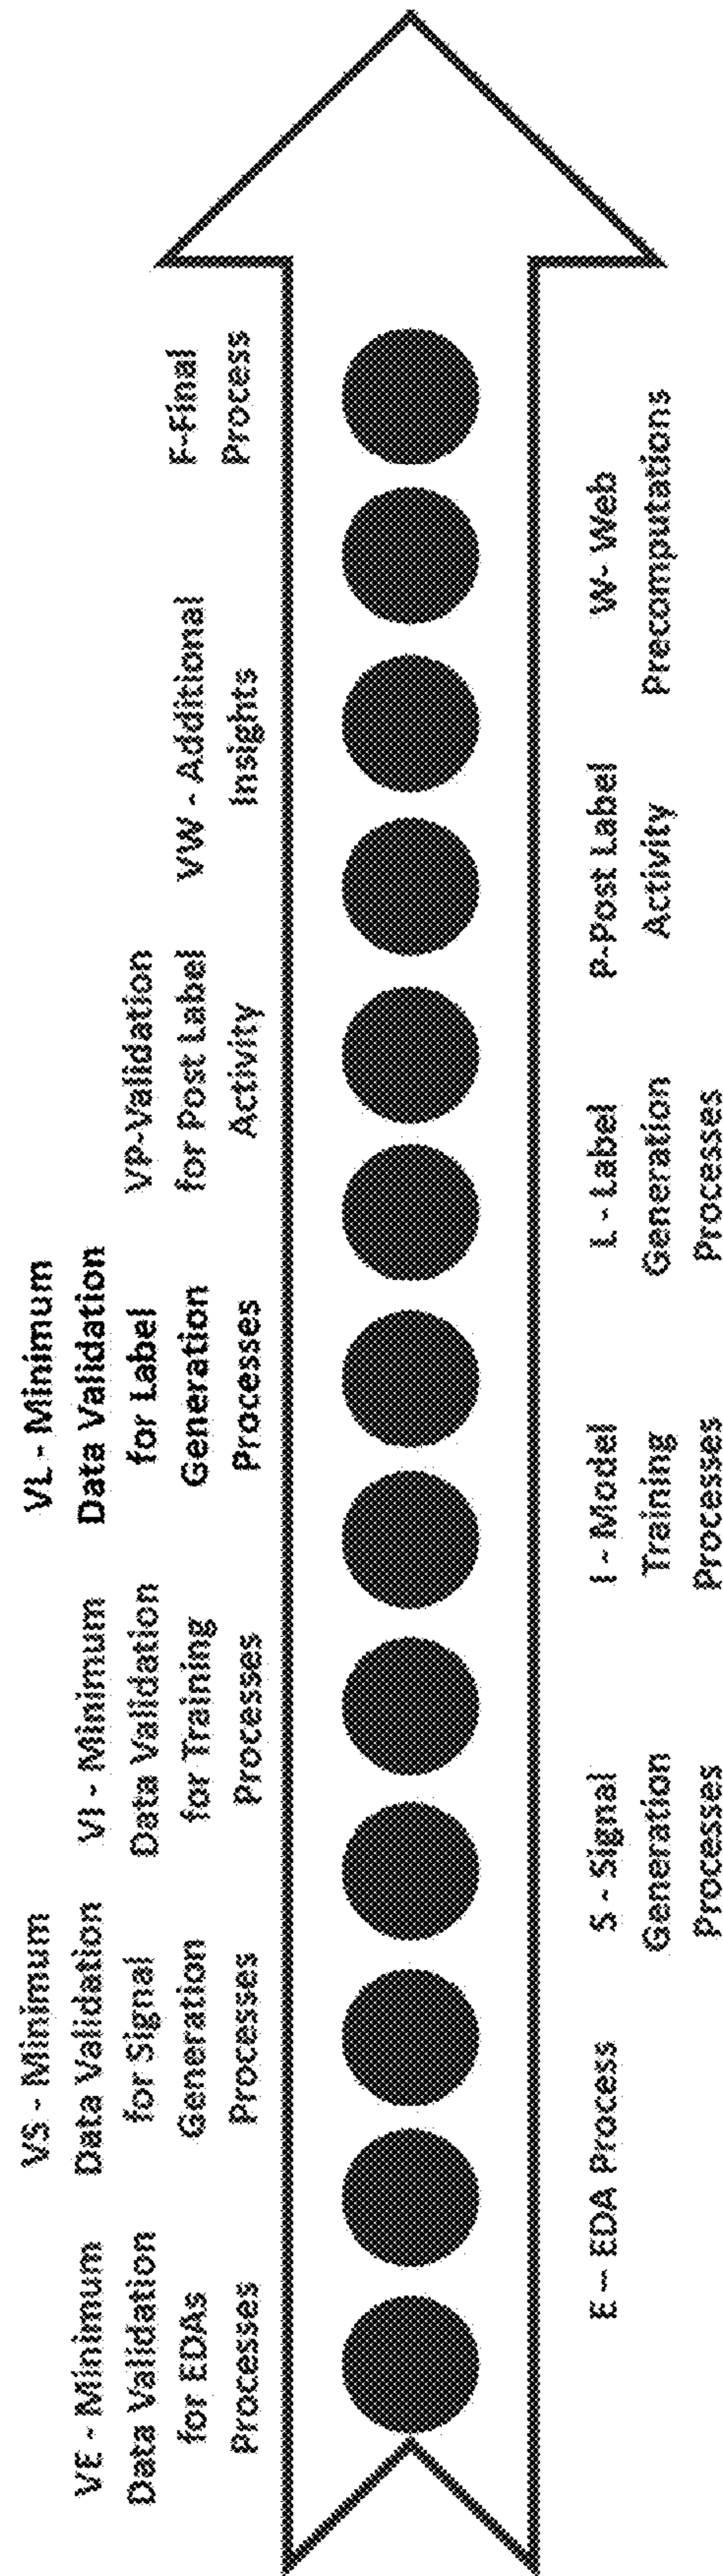 VE - Minimum
Data Validation
for EDAs
Processes
VS - Minimum
Data Validation
for Signal
Generation
Processes
VI - Minimum
Data Validation
for Training
Processes
VL - Minimum
Data Validation
for Label
Generation
Processes
VP-Validation
for Post Label
Activity
VW - Additional
Insights
F-Final
Process
E – EDA Process
S - Signal
Generation
Processes
I - Model
Training
Processes
L - Label
Generation
Processes
P-Post Label
Activity
W- Web
Precomputations